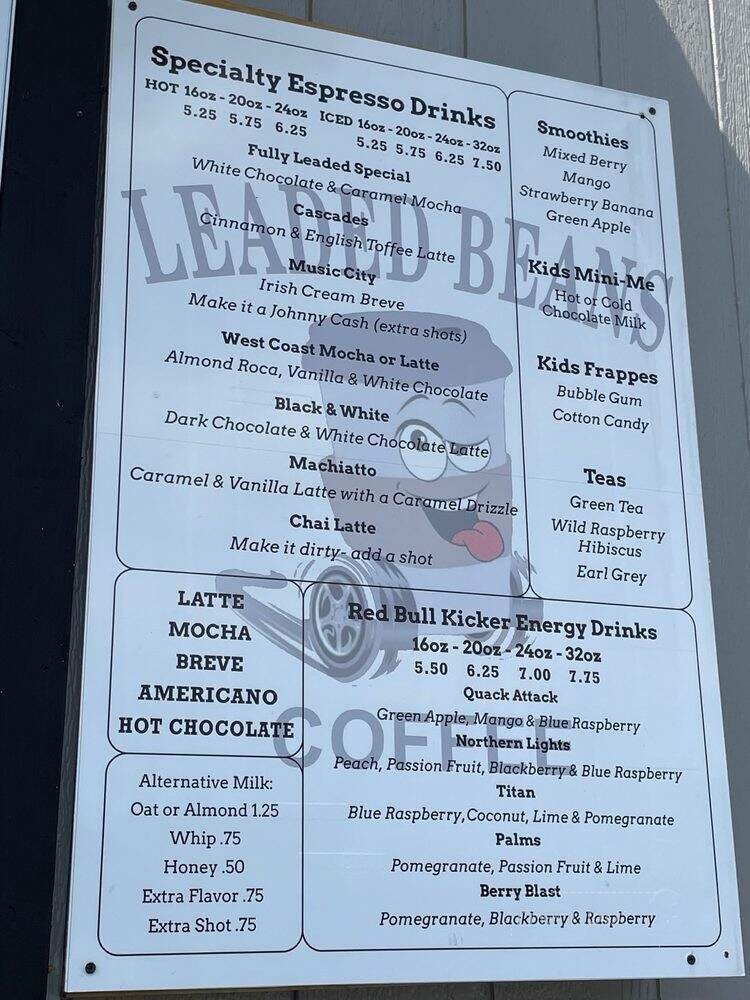 Specialty Espresso Drinks
HOT 16oz - 20oz - 24oz ICED 16oz - 20oz - 24oz - 32oz
5.25 5.75 6.25 5.25 5.75 6.25 7.50
Fully Leaded Special
White Chocolate & Caramel Mocha
Cascades
Cinnamon & English Toffee Latte
Music City
Irish Cream Breve
Make it a Johnny Cash (extra shots)
West Coast Mocha or Latte
Almond Roca, Vanilla & White Chocolate
Black & White
Dark Chocolate & White Chocolate Latte
Machiatto
Caramel & Vanilla Latte with a Caramel Drizzle
Chai Latte
Make it dirty- add a shot
Smoothies
Mixed Berry
Mango
Strawberry Banana
Green Apple
Kids Mini-Me
Hot or Cold
Chocolate Milk
Kids Frappes
Bubble Gum
Cotton Candy
Teas
Green Tea
Wild Raspberry
Hibiscus
Earl Grey
LEADED BEANS
COFFEE
LATTE
MOCHA
BREVE
AMERICANO
HOT CHOCOLATE
Alternative Milk:
Oat or Almond 1.25
Whip .75
Honey .50
Extra Flavor .75
Extra Shot .75
Red Bull Kicker Energy Drinks
16oz - 20oz - 24oz - 32oz
5.50 6.25 7.00 7.75
Quack Attack
Green Apple, Mango & Blue Raspberry
Northern Lights
Peach, Passion Fruit, Blackberry & Blue Raspberry
Titan
Blue Raspberry, Coconut, Lime & Pomegranate
Palms
Pomegranate, Passion Fruit & Lime
Berry Blast
Pomegranate, Blackberry & Raspberry